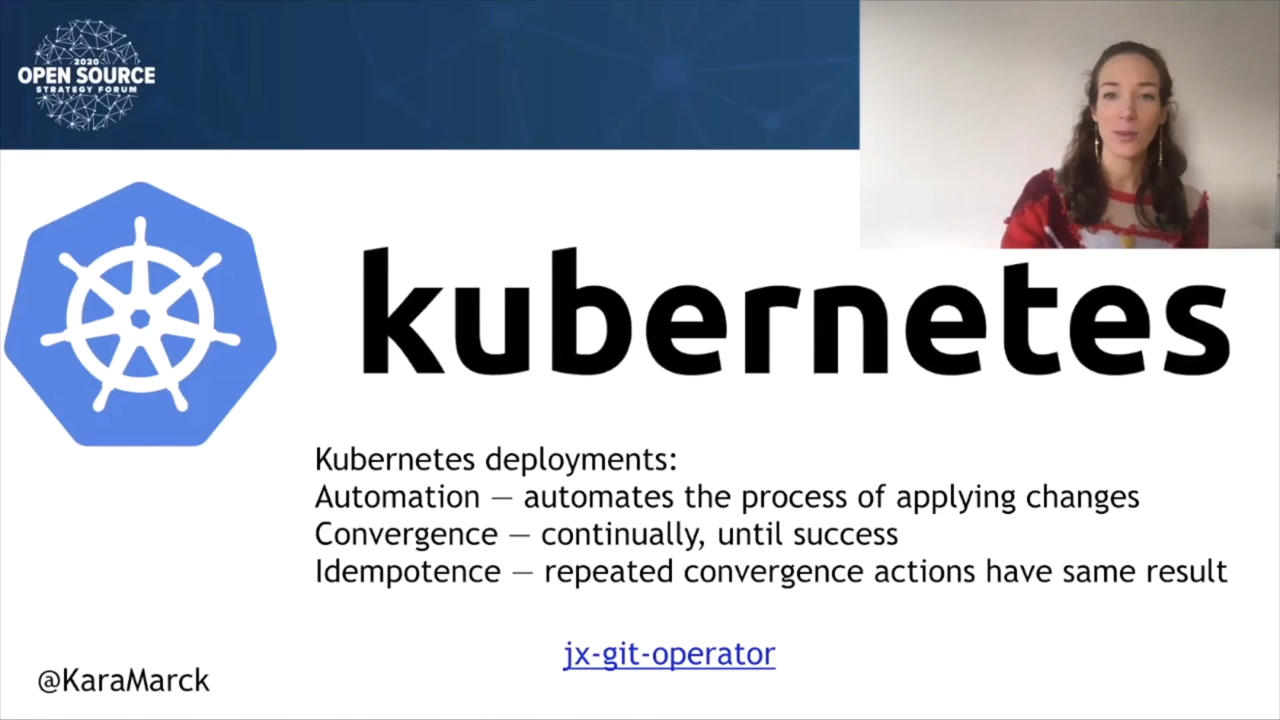 2020
OPEN SOURCE
STRATEGY FORUM
kubernetes
Kubernetes deployments:
Automation — automates the process of applying changes
Convergence — continually, until success
Idempotence — repeated convergence actions have same result
jx-git-operator
@KaraMarck